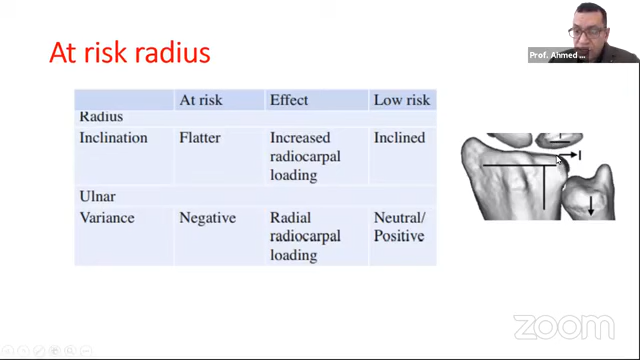 At risk radius
Prof. Ahmed
At risk Effect Low risk
Radius
Inclination Flatter Increased Inclined
radiocarpal
loading
Ulnar
Variance Negative Radial Neutral/
radiocarpal Positive
loading
zoom